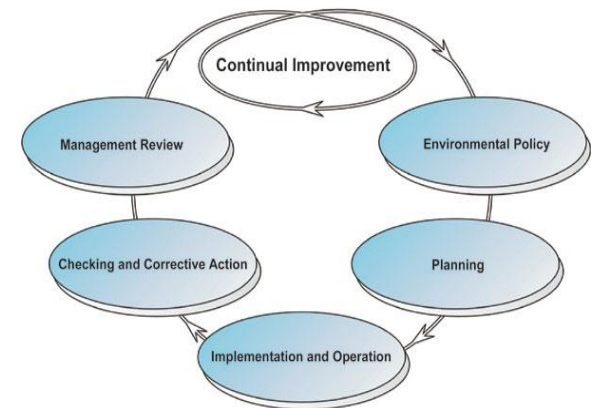 Continual Improvement
Management Review
Environmental Policy
Checking and Corrective Action
Planning
Implementation and Operation